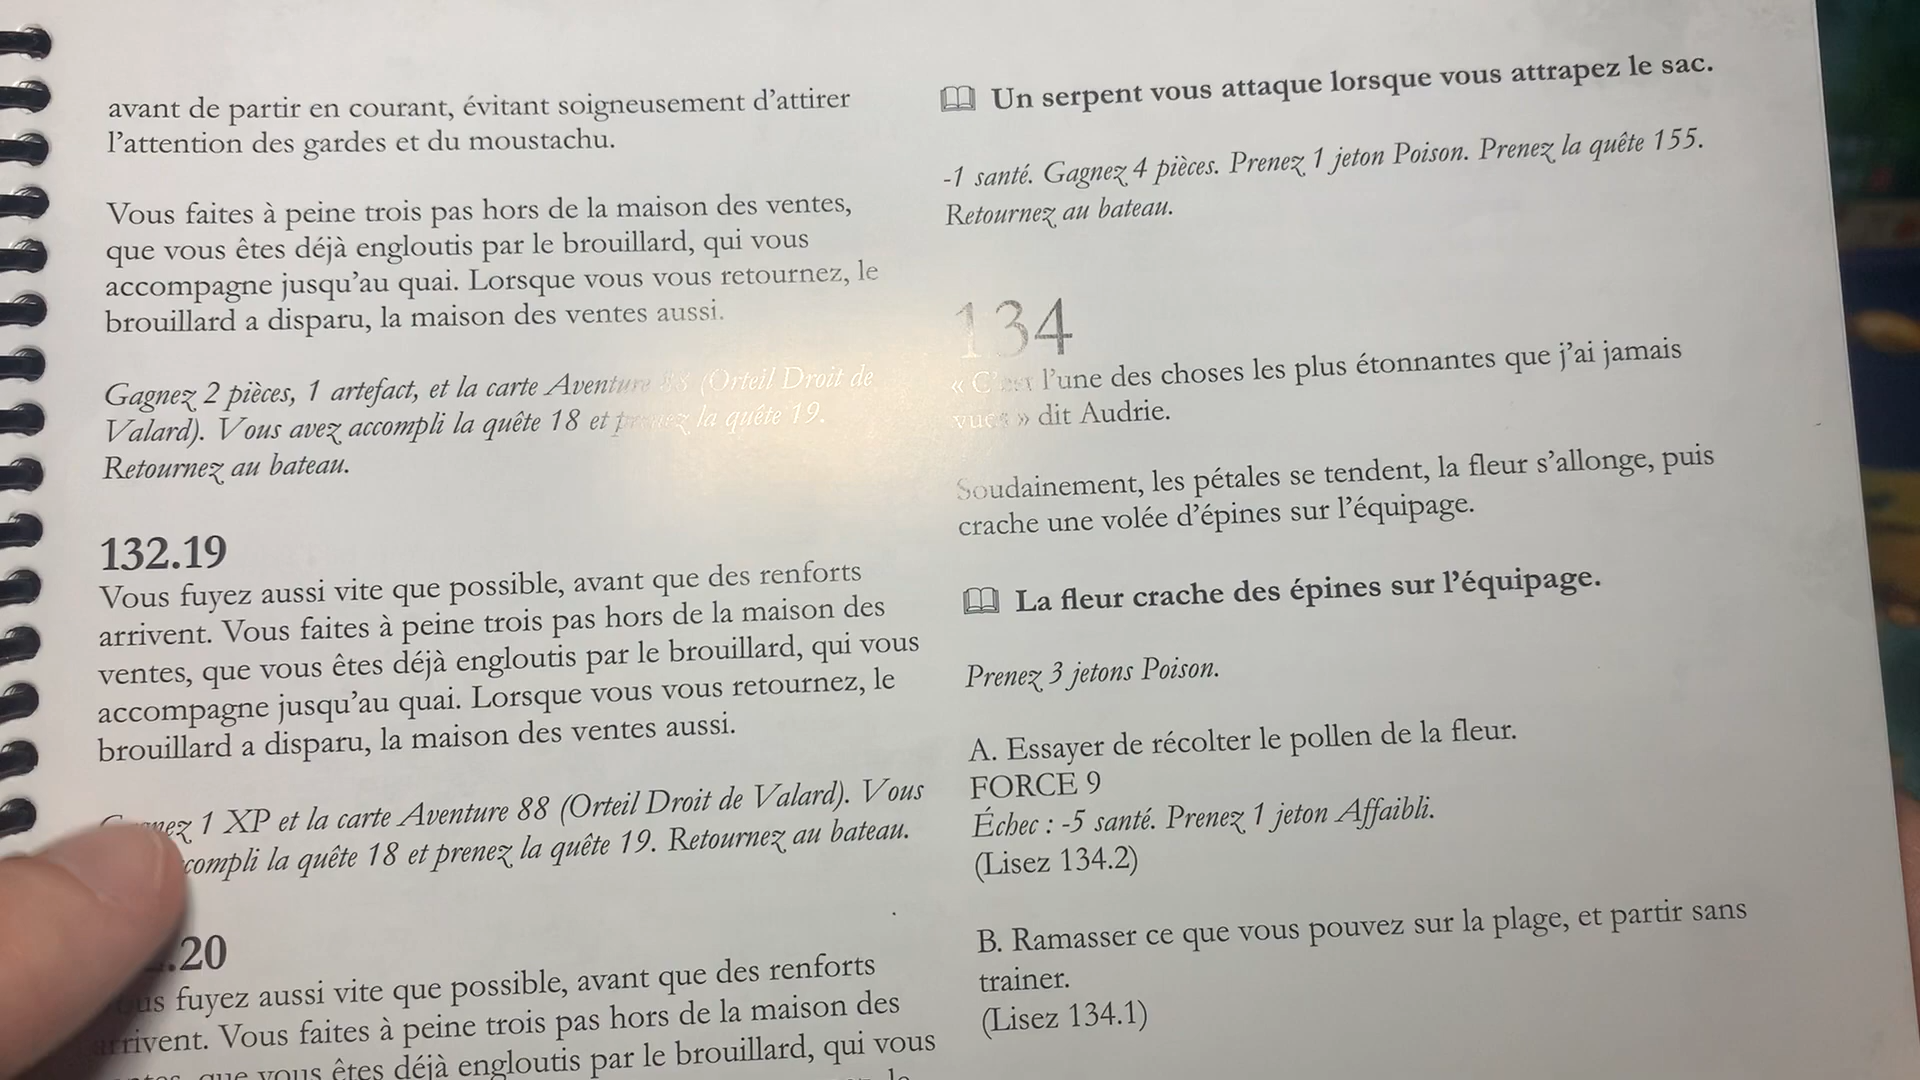 avant de partir en courant, évitant soigneusement d'attirer
l'attention des gardes et du moustachu.
Vous faites à peine trois pas hors de la maison des ventes,
que vous êtes déjà engloutis par le brouillard, qui vous
accompagne jusqu'au quai. Lorsque vous vous retournez, le
brouillard a disparu, la maison des ventes aussi.
Gagnez 2 pièces, 1 artefact, et la carte Aventure 88 (Orteil Droit de
Valard). Vous avez accompli la quête 18 et prenez la quête 19.
Retournez au bateau.
132.19
Vous fuyez aussi vite que possible, avant que des renforts
arrivent. Vous faites à peine trois pas hors de la maison des
ventes, que vous êtes déjà engloutis par le brouillard, qui vous
accompagne jusqu'au quai. Lorsque vous vous retournez, le
brouillard a disparu, la maison des ventes aussi.
Gagnez 1 XP et la carte Aventure 88 (Orteil Droit de Valard). Vous
compli la quête 18 et prenez la quête 19. Retournez au bateau.
.20
Vous fuyez aussi vite que possible, avant que des renforts
arrivent. Vous faites à peine trois pas hors de la maison des
que vous êtes déjà engloutis par le brouillard, qui vous
le
Un serpent vous attaque lorsque vous attrapez le sac.
-1 santé. Gagnez 4 pièces. Prenez 1 jeton Poison. Prenez la quête 155.
Retournez au bateau.
134
« C'est l'une des choses les plus étonnantes que j'ai jamais
vues » dit Audrie.
Soudainement, les pétales se tendent, la fleur s'allonge, puis
crache une volée d'épines sur l'équipage.
La fleur crache des épines sur l'équipage.
Prenez 3 jetons Poison.
A. Essayer de récolter le pollen de la fleur.
FORCE 9
Échec : -5 santé. Prenez 1 jeton Affaibli.
(Lisez 134.2)
B. Ramasser ce que vous pouvez sur la plage, et partir sans
trainer.
(Lisez 134.1)